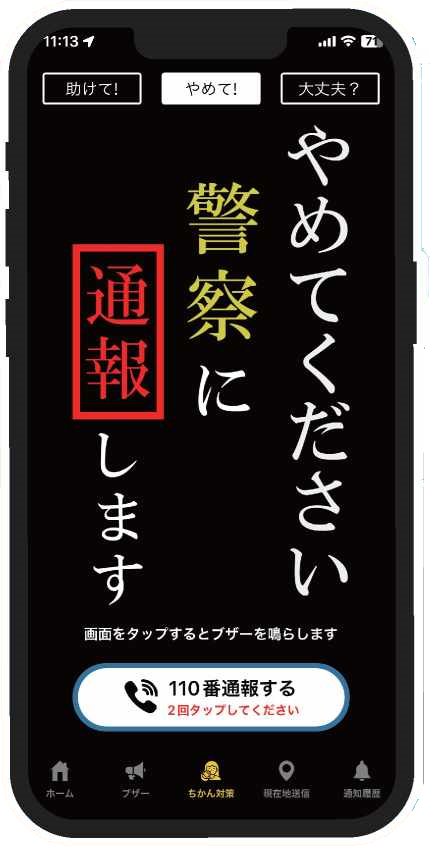 11:13
71
助けて!
やめて!
大丈夫?
やめてください
警察に
通報します
画面をタップするとブザーを鳴らします
110番通報する
2回タップしてください
ホーム
ブザー
ちかん対策
現在地送信
通知履歴